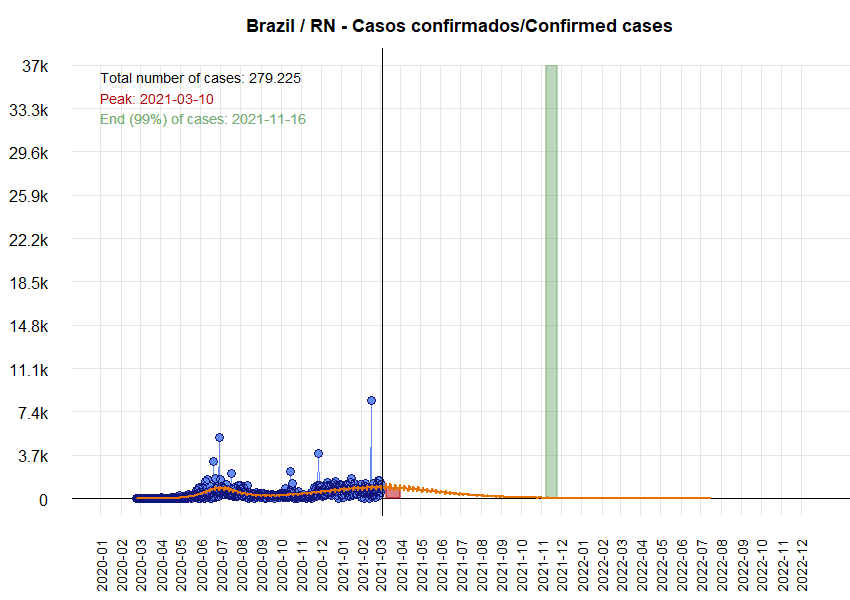 Brazil / RN - Casos confirmados/Confirmed cases
37k
33.3k
29.6k
25.9k
22.2k
18.5k
14.8k
11.1k
7.4k
3.7k
0
Total number of cases: 279.225
Peak: 2021-03-10
End (99%) of cases: 2021-11-16
2020-01
2020-02
2020-03
2020-04
2020-05
2020-06
2020-07
2020-08
2020-09
2020-10
2020-11
2020-12
2021-01
2021-02
2021-03
2021-04
2021-05
2021-06
2021-07
2021-08
2021-09
2021-10
2021-11
2021-12
2022-01
2022-02
2022-03
2022-04
2022-05
2022-06
2022-07
2022-08
2022-09
2022-10
2022-11
2022-12